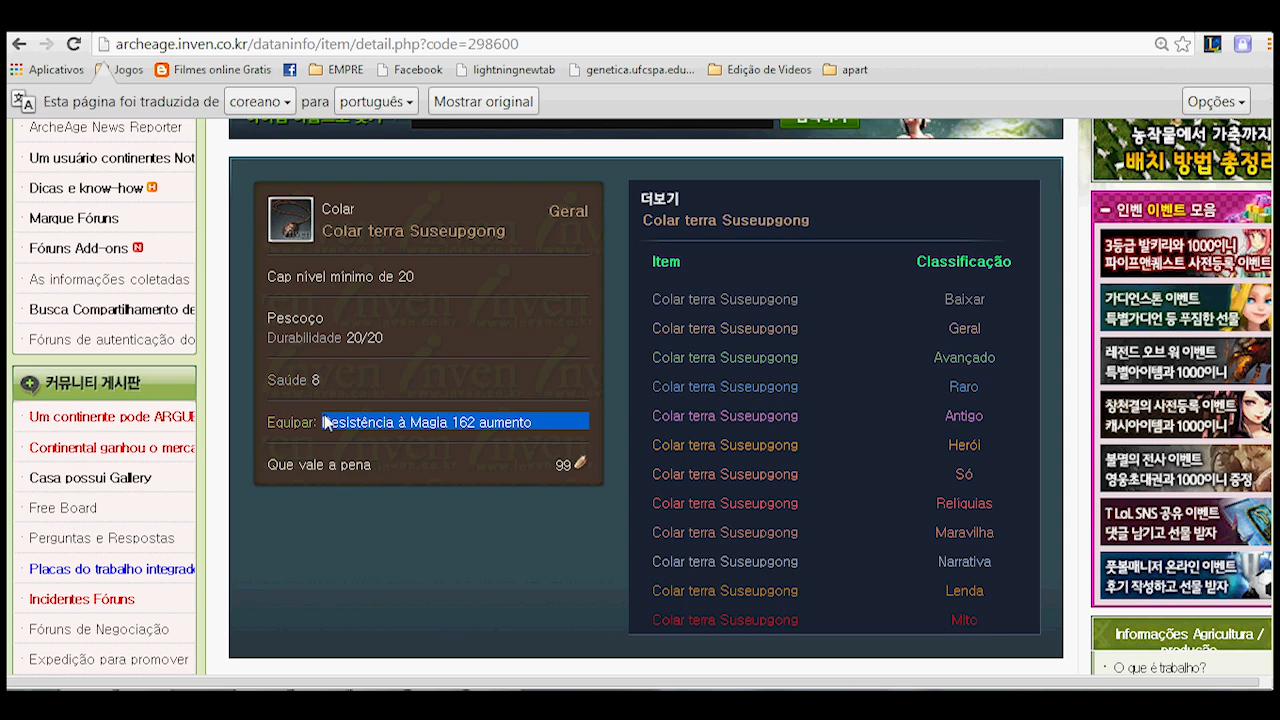 archeage.inven.co.kr/dataninfo/item/detail.php?code=298600
Aplicativos Jogos Filmes online Gratis EMPRE Facebook lightningnewtab genetica.ufcspa.edu... Edição de Videos apart
Esta página foi traduzida de coreano para português Mostrar original Opções
ArcheAge News Reporter
Um usuário continentes Not
Dicas e know-how H
Marque Fóruns
Fóruns Add-ons N
As informações coletadas
Busca Compartilhamento de
Fóruns de autenticação do
커뮤니티 게시판
Um continente pode ARGUE
Continental ganhou o merca
Casa possui Gallery
Free Board
Perguntas e Respostas
Placas do trabalho integrado
Incidentes Fóruns
Fóruns de Negociação
Expedição para promover
Colar
Geral
Colar terra Suseupgong
Cap nível mínimo de 20
Pescoço
Durabilidade 20/20
Saúde 8
Equipar: Resistência à Magia 162 aumento
Que vale a pena 99
더보기
Colar terra Suseupgong
Item Classificação
Colar terra Suseupgong Baixar
Colar terra Suseupgong Geral
Colar terra Suseupgong Avançado
Colar terra Suseupgong Raro
Colar terra Suseupgong Antigo
Colar terra Suseupgong Herói
Colar terra Suseupgong Só
Colar terra Suseupgong Relíquias
Colar terra Suseupgong Maravilha
Colar terra Suseupgong Narrativa
Colar terra Suseupgong Lenda
Colar terra Suseupgong Mito
농작물에서 가축까지
배치 방법 총정리
인벤 이벤트 모음
3등급 발키리와 1000이니
파이프앤퀘스트 사전등록 이벤트
가디언스톤 이벤트
특별가디언 등 푸짐한 선물
레전드 오브 워 이벤트
특별아이템과 1000이니
창천결의 사전등록 이벤트
캐시아이템과 1000이니
불멸의 전사 이벤트
영웅초대권과 1000이니 증정
T LoL SNS 공유 이벤트
댓글 남기고 선물 받자
풋볼매니저 온라인 이벤트
후기 작성하고 선물 받자
Informações Agricultura /
produção
O que é trabalho?